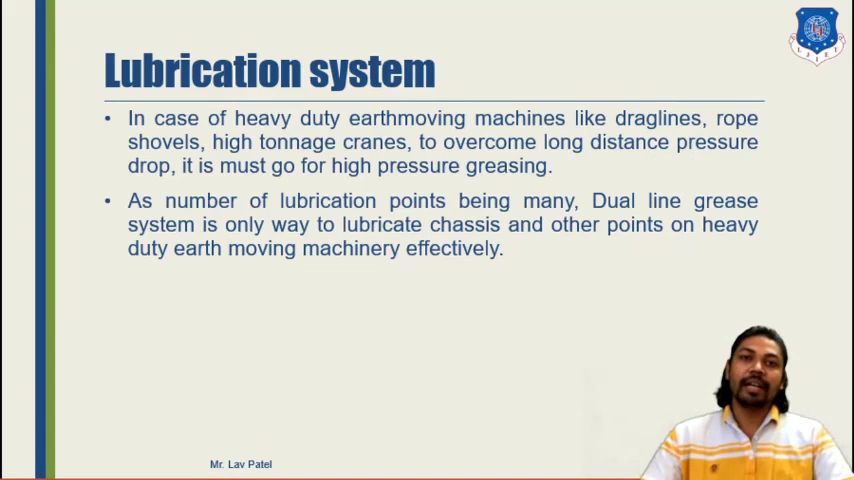 Lubrication system
• In case of heavy duty earthmoving machines like draglines, rope
shovels, high tonnage cranes, to overcome long distance pressure
drop, it is must go for high pressure greasing.
• As number of lubrication points being many, Dual line grease
system is only way to lubricate chassis and other points on heavy
duty earth moving machinery effectively.
Mr. Lav Patel